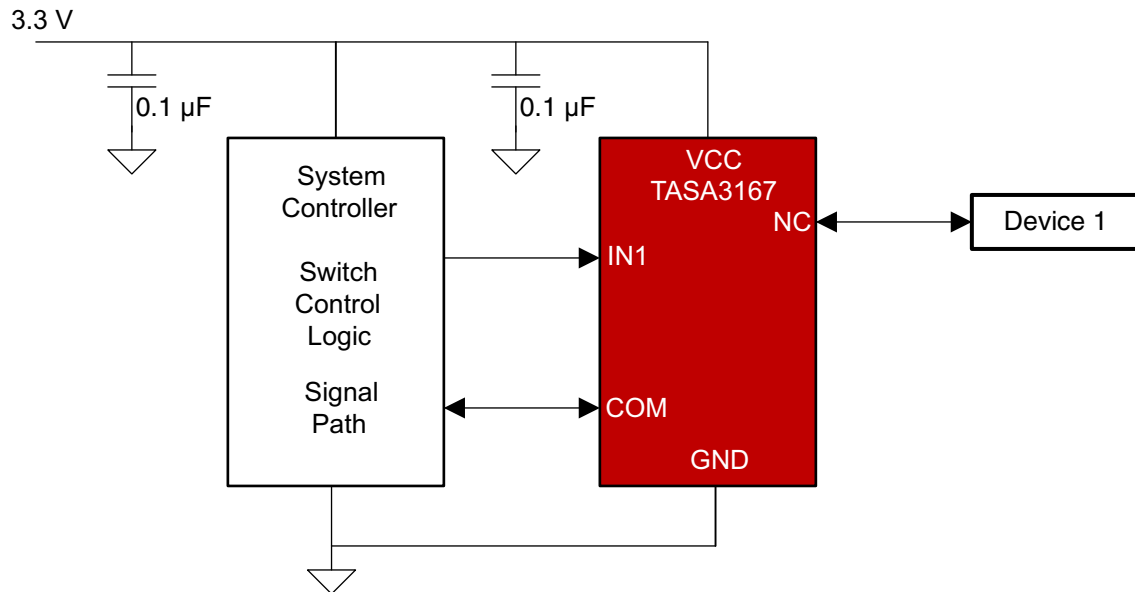 3.3 V
0.1 µF
0.1 µF
System
Controller
Switch
Control
Logic
Signal
Path
VCC
TASA3167
NC
IN1
COM
GND
Device 1